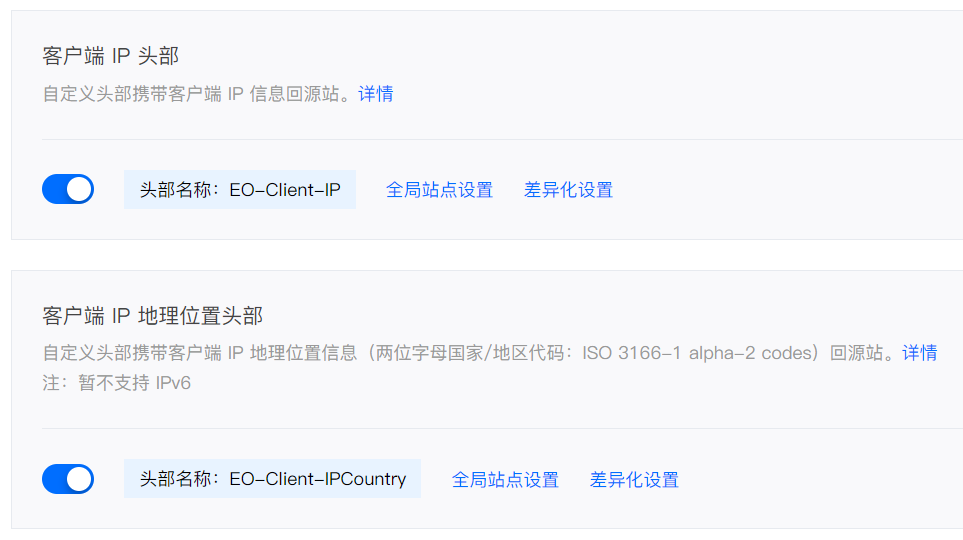 客户端 IP 头部
自定义头部携带客户端 IP 信息回源站。详情
头部名称：EO-Client-IP 全局站点设置 差异化设置
客户端 IP 地理位置头部
自定义头部携带客户端 IP 地理位置信息（两位字母国家/地区代码：ISO 3166-1 alpha-2 codes）回源站。详情
注：暂不支持 IPv6
头部名称：EO-Client-IPCountry 全局站点设置 差异化设置